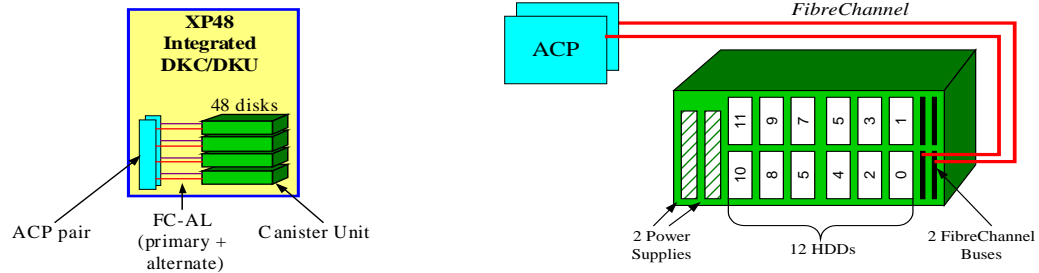 XP48
Integrated
DKC/DKU
48 disks
ACP pair
FC-AL
(primary +
alternate)
Canister Unit
FibreChannel
ACP
11 9 7 5 3 1
10 8 5 4 2 0
2 Power
Supplies
12 HDDs
2 FibreChannel
Buses